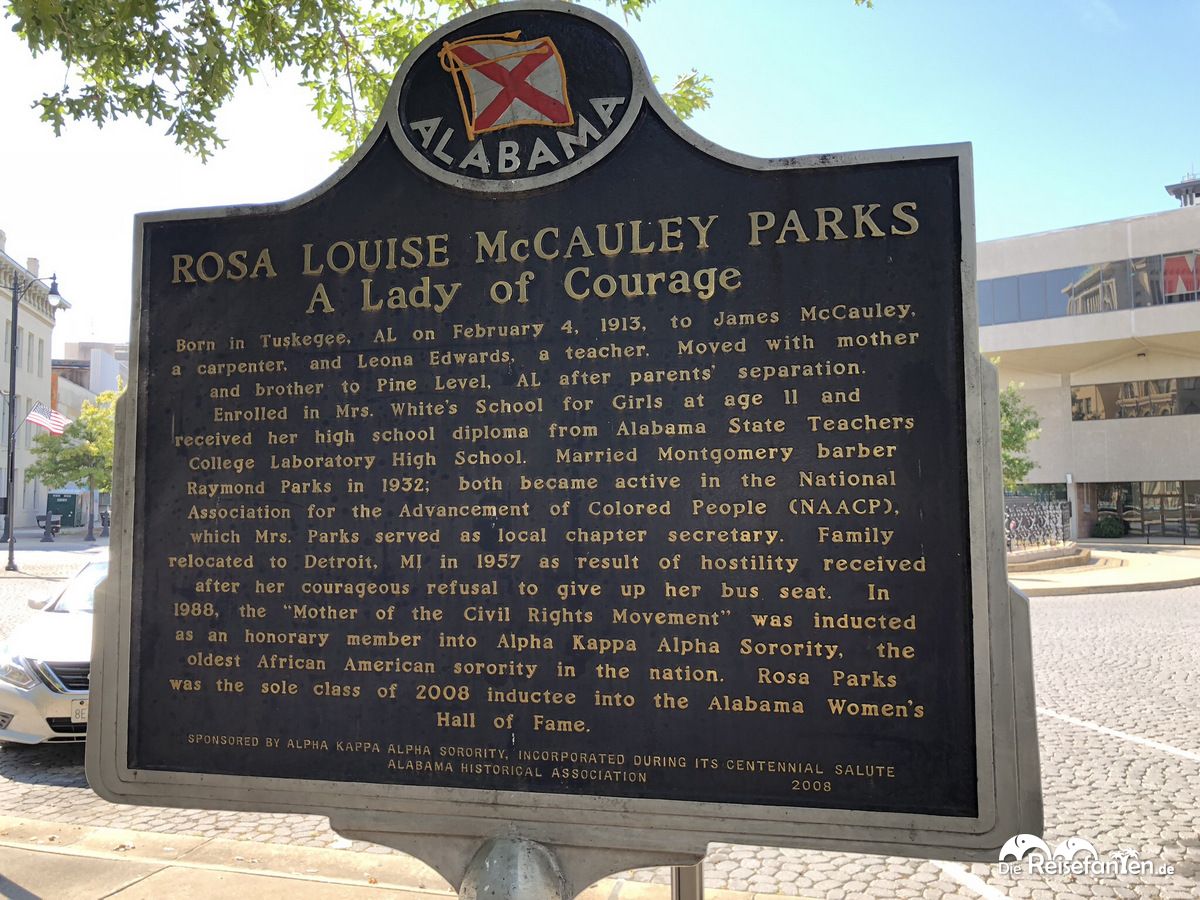 ALABAMA
ROSA LOUISE McCAULEY PARKS
A Lady of Courage
Born in Tuskegee, AL on February 4, 1913, to James McCauley,
a carpenter, and Leona Edwards, a teacher. Moved with mother
and brother to Pine Level, AL after parents' separation.
Enrolled in Mrs. White's School for Girls at age 11 and
received her high school diploma from Alabama State Teachers
College Laboratory High School. Married Montgomery barber
Raymond Parks in 1932; both became active in the National
Association for the Advancement of Colored People (NAACP),
which Mrs. Parks served as local chapter secretary. Family
relocated to Detroit, MI in 1957 as result of hostility received
after her courageous refusal to give up her bus seat. In
1988, the "Mother of the Civil Rights Movement" was inducted
as an honorary member into Alpha Kappa Alpha Sorority, the
oldest African American sorority in the nation. Rosa Parks
was the sole class of 2008 inductee into the Alabama Women's
Hall of Fame.
SPONSORED BY ALPHA KAPPA ALPHA SORORITY, INCORPORATED DURING ITS CENTENNIAL SALUTE
ALABAMA HISTORICAL ASSOCIATION
2008
Die Reisefanten.de